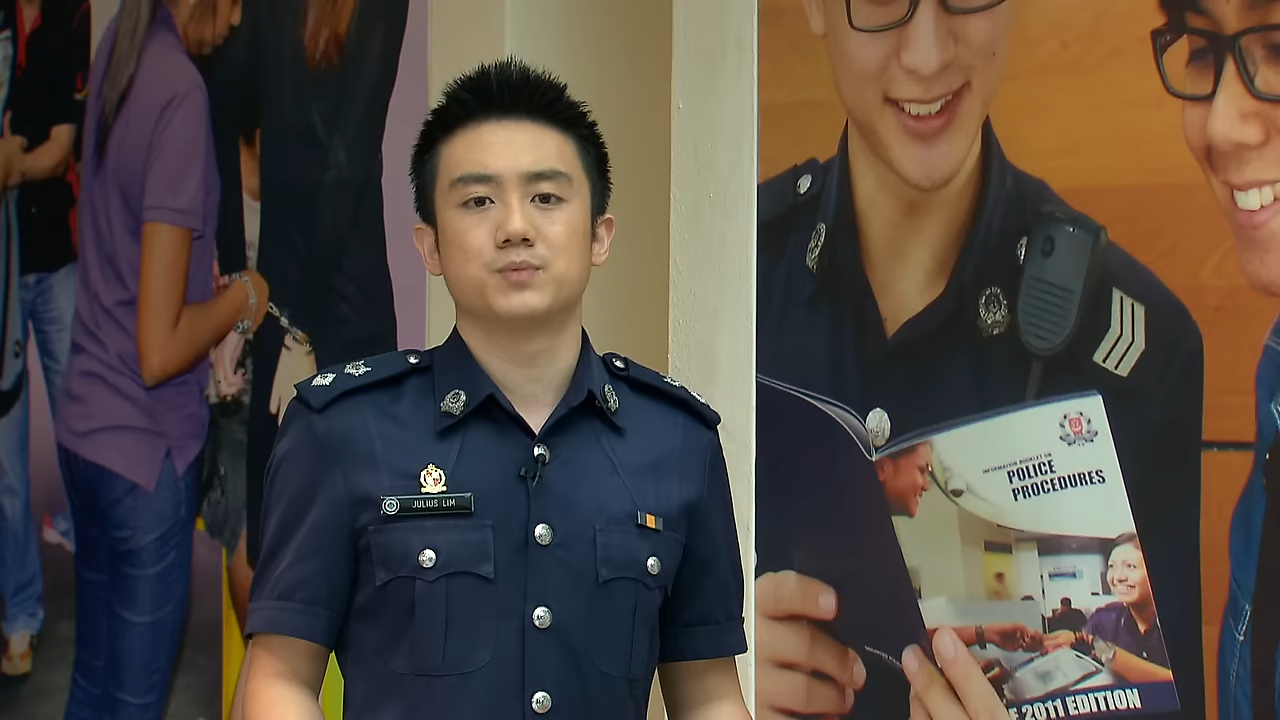 JULIUS LIM
INFORMATION BOOKLET ON
POLICE
PROCEDURES
2011 EDITION